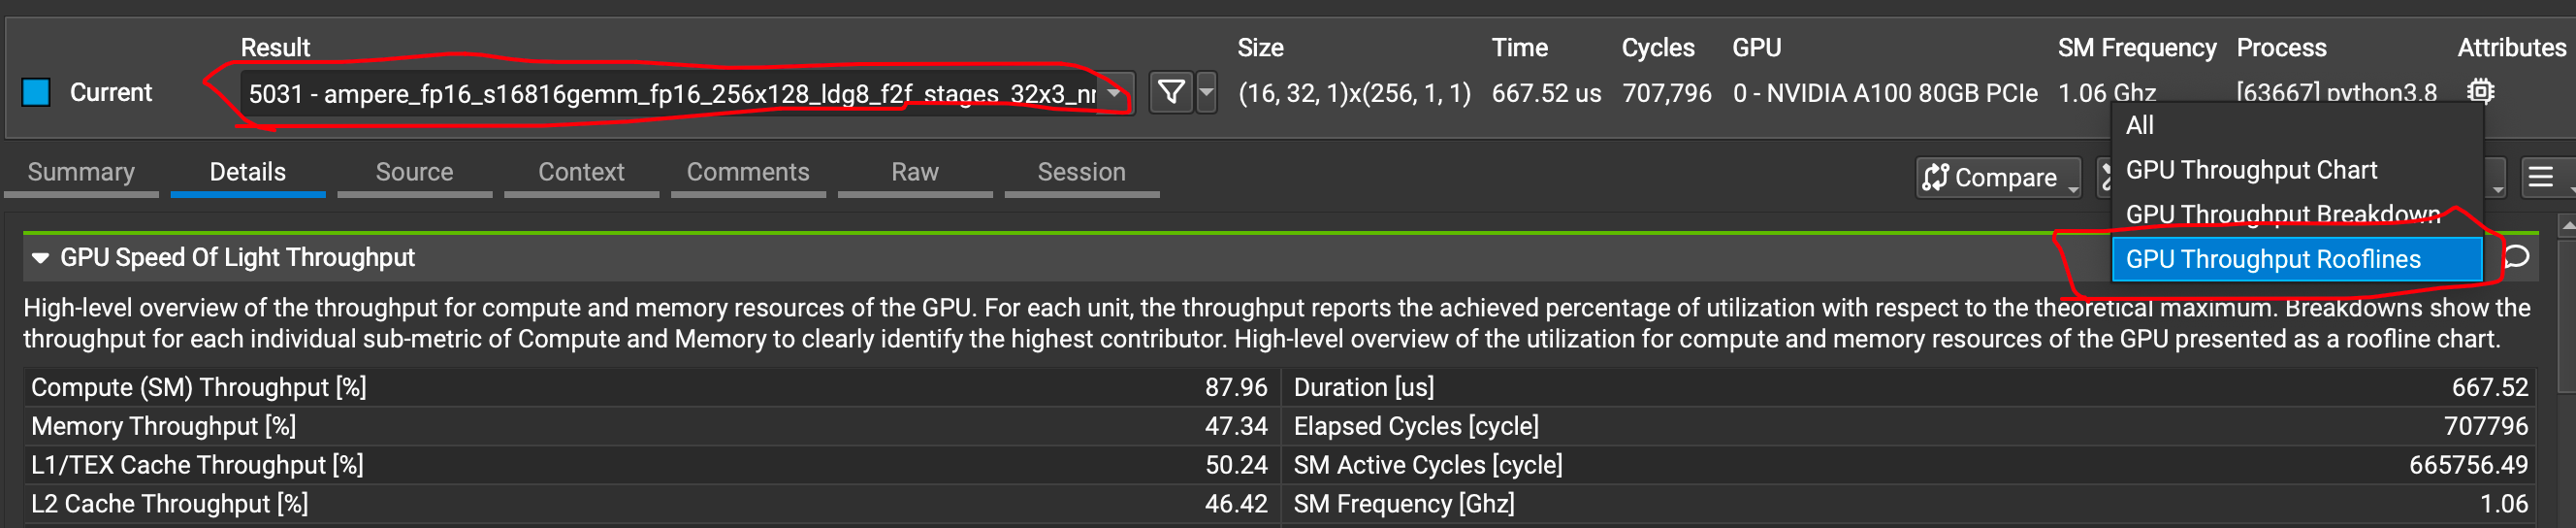 Result Size Time Cycles GPU SM Frequency Process Attributes
Current 5031 - ampere_fp16_s16816gemm_fp16_256x128_ldg8_f2f_stages_32x3_nn (16, 32, 1)x(256, 1, 1) 667.52 us 707,796 0 - NVIDIA A100 80GB PCIe 1.06 Ghz [63667] python3.8
All
Summary Details Source Context Comments Raw Session Compare
GPU Throughput Chart
GPU Throughput Breakdown
GPU Throughput Rooflines
GPU Speed Of Light Throughput
High-level overview of the throughput for compute and memory resources of the GPU. For each unit, the throughput reports the achieved percentage of utilization with respect to the theoretical maximum. Breakdowns show the
throughput for each individual sub-metric of Compute and Memory to clearly identify the highest contributor. High-level overview of the utilization for compute and memory resources of the GPU presented as a roofline chart.
Compute (SM) Throughput [%] 87.96 Duration [us] 667.52
Memory Throughput [%] 47.34 Elapsed Cycles [cycle] 707796
L1/TEX Cache Throughput [%] 50.24 SM Active Cycles [cycle] 665756.49
L2 Cache Throughput [%] 46.42 SM Frequency [Ghz] 1.06